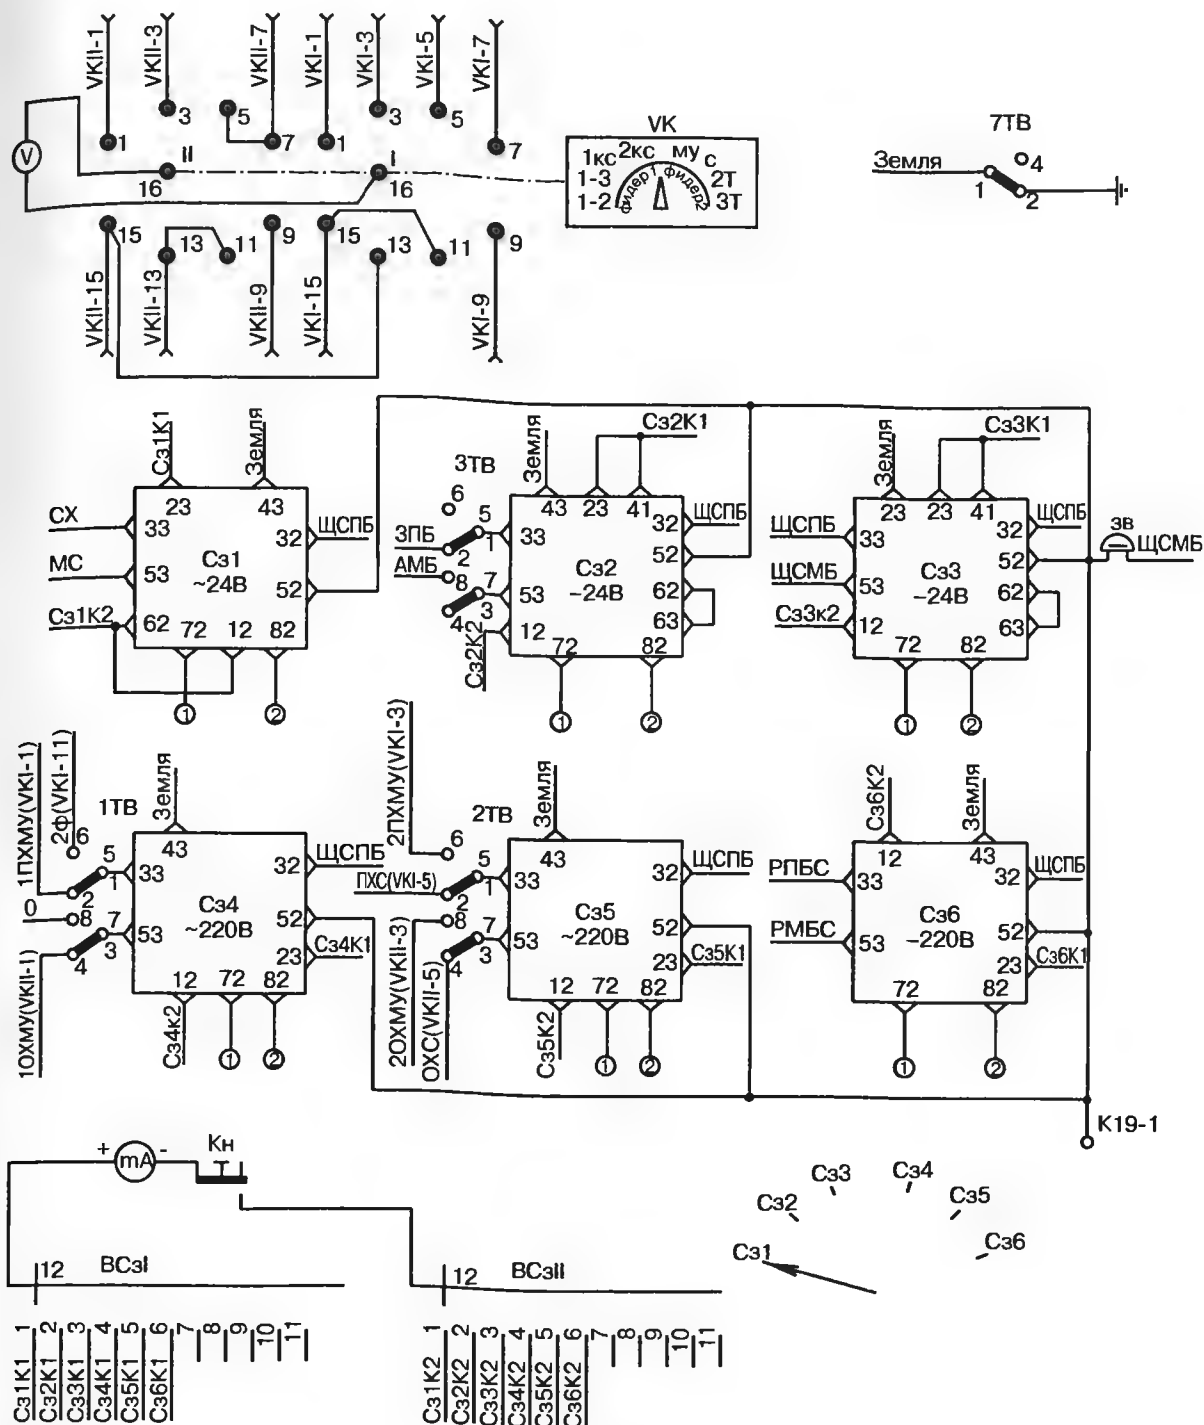 VKII-1
VKII-3
VKII-7
VKI-1
VKI-3
VKI-5
VKI-7
1
3
5
7
1
3
5
7
V
II
I
16
16
VK
1кс 2кс му с
1-3
2Т
1-2
3Т
фидер1 фидер2
7ТВ
Земля
4
1
2
15
13
11
9
15
13
11
9
VKII-15
VKII-13
VKII-9
VKI-15
VKI-9
Сз1К1
Земля
23
43
СХ
33
32
ЩСПБ
Сз1
~24В
МС
53
52
Сз1К2
62
72
12
82
1
2
Сз2К1
3ТВ
Земля
43
23
41
6
5
1
33
32
ЩСПБ
ЗПБ
2
52
АМБ
8
7
Сз2
~24В
53
62
4
3
12
63
Сз2К2
72
82
1
2
Сз3К1
Земля
23
23
41
ЩСПБ
33
32
ЩСПБ
52
зв
ЩСМБ
ЩСМБ
53
Сз3
-24В
62
Сз3к2
12
63
72
82
1
2
1ПХМУ(VKI-1)
2ф(VKI-11)
1ТВ
Земля
6
43
5
1
33
32
ЩСПБ
2
О
8
7
Сз4
~220В
52
53
3
4
23
Сз4К1
1ОХМУ(VKII-1)
12
72
82
Сз4к2
1
2
2ПХМУ(VKI-3)
2ТВ
Земля
6
43
5
1
33
32
ЩСПБ
ПХС(VKI-5)
2
8
7
Сз5
~220В
52
53
3
4
23
Сз5К1
2ОХМУ(VKII-3)
ОХС(VKII-5)
12
72
82
Сз5К2
1
2
Сз6К2
Земля
12
43
РПБС
33
32
ЩСПБ
Сз6
-220В
52
РМБС
53
23
Сз6К1
72
82
1
2
К19-1
+
mA
-
Кн
12
ВСзI
12
ВСзII
Сз1
Сз2
Сз3
Сз4
Сз5
Сз6
Сз1К1 1
Сз2К1 2
Сз3К1 3
Сз4К1 4
Сз5К1 5
Сз6К1 6
7
8
9
10
11
Сз1К2 1
Сз2К2 2
Сз3К2 3
Сз4К2 4
Сз5К2 5
Сз6К2 6
7
8
9
10
11